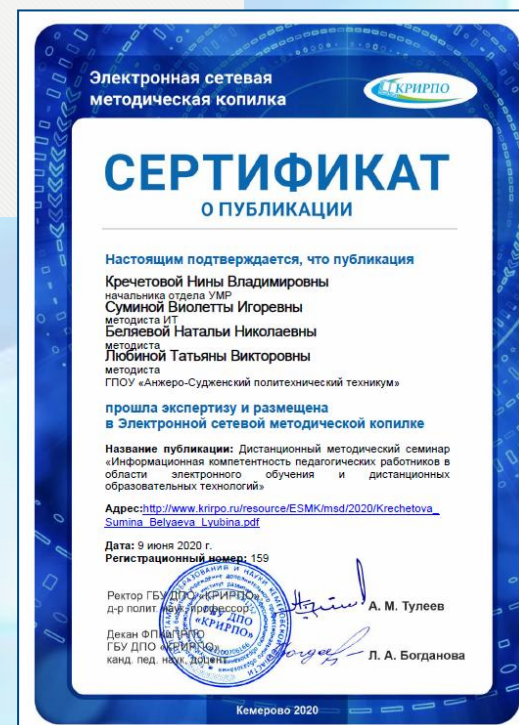 Электронная сетевая
методическая копилка
КРИРПО
СЕРТИФИКАТ
О ПУБЛИКАЦИИ
Настоящим подтверждается, что публикация
Кречетовой Нины Владимировны
начальника отдела УМР
Суминой Виолетты Игоревны
методиста ИТ
Беляевой Натальи Николаевны
методиста
Любиной Татьяны Викторовны
методиста
ГПОУ «Анжеро-Судженский политехнический техникум»
прошла экспертизу и размещена
в Электронной сетевой методической копилке
Название публикации: Дистанционный методический семинар
«Информационная компетентность педагогических работников в
области электронного обучения и дистанционных
образовательных технологий»
Адрес:http://www.krirpo.ru/resource/ESMK/msd/2020/Krechetova_
Sumina_Belyaeva_Lyubina.pdf
Дата: 9 июня 2020 г.
Регистрационный номер: 159
Ректор ГБУ ДПО «КРИРПО»,
д-р полит. наук, профессор
А. М. Тулеев
ГБУ ДПО
«КРИРПО»
Декан
ГБУ ДПО «КРИРПО»,
канд. пед. наук, доцент
Л. А. Богданова
Кемерово 2020